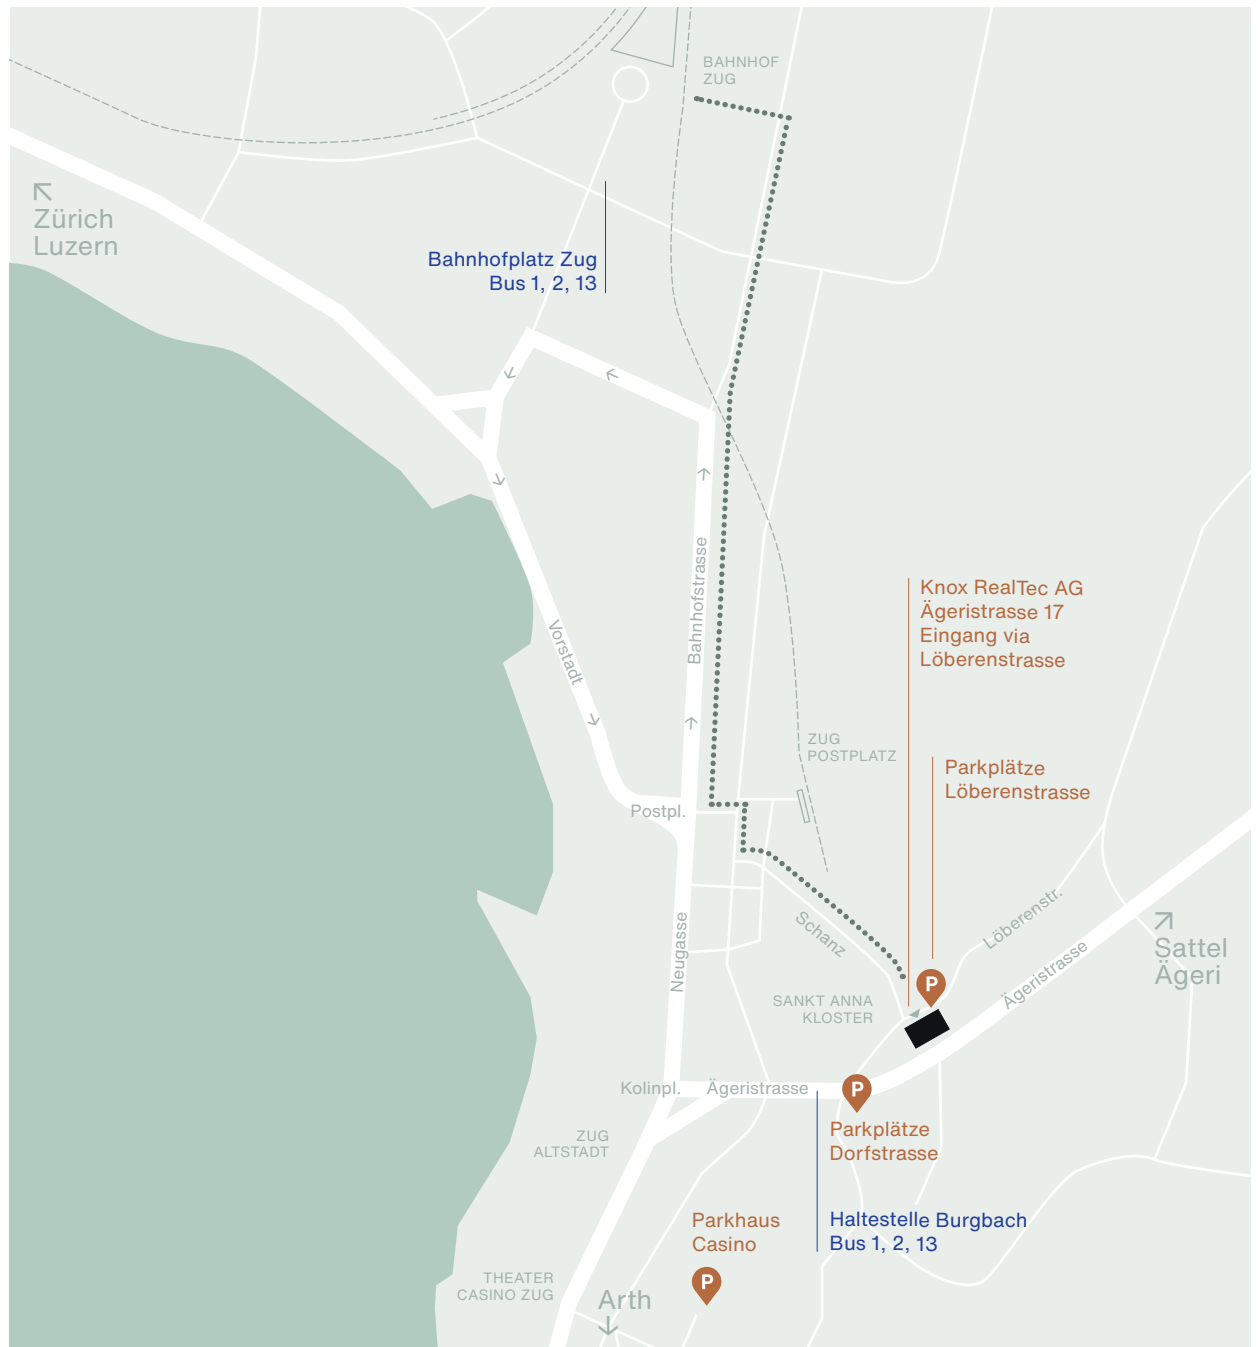 BAHNHOF
ZUG
Zürich
Luzern
Bahnhofplatz Zug
Bus 1, 2, 13
Bahnhofstrasse
Vorstadt
Knox RealTec AG
Ägeristrasse 17
Eingang via
Löberenstrasse
ZUG
POSTPLATZ
Parkplätze
Löberenstrasse
Postpl.
Neugasse
Schanz
Löberenstr.
Ägeristrasse
Sattel
Ägeri
P
SANKT ANNA
KLOSTER
Kolinpl.
Ägeristrasse
P
Parkplätze
Dorfstrasse
ZUG
ALTSTADT
Parkhaus
Casino
Haltestelle Burgbach
Bus 1, 2, 13
P
THEATER
CASINO ZUG
Arth